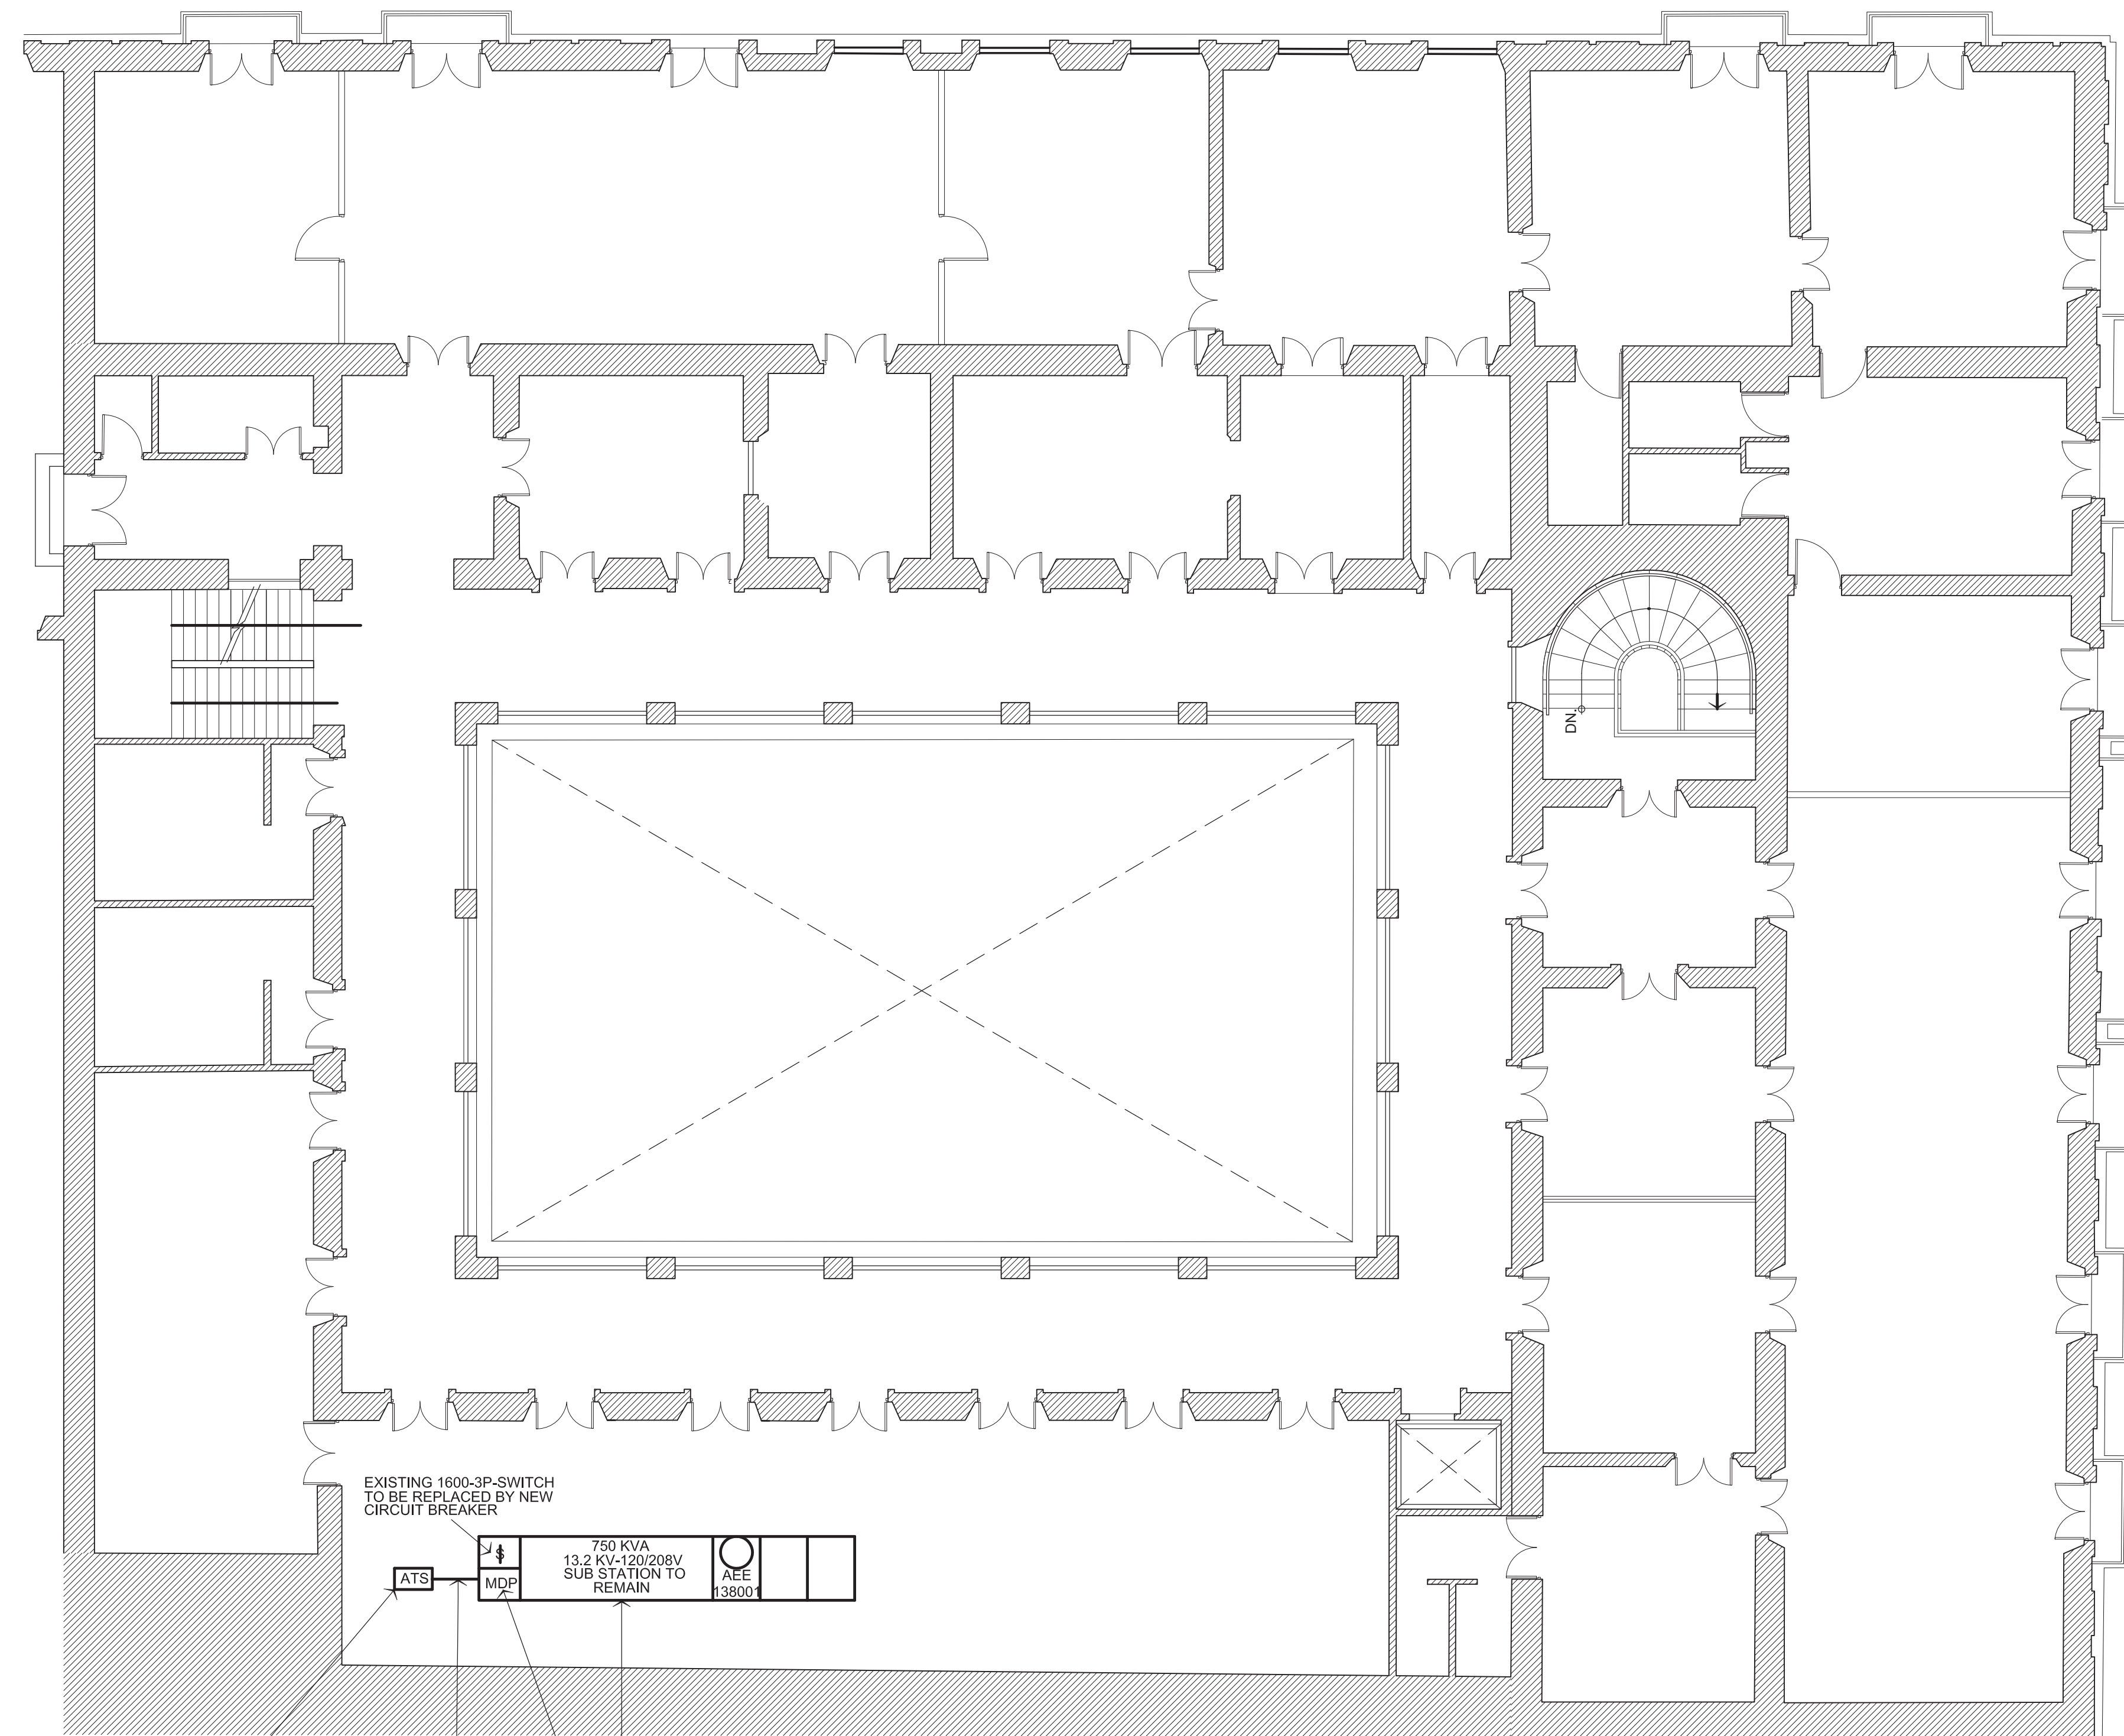 DN.
EXISTING 1600-3P-SWITCH
TO BE REPLACED BY NEW
CIRCUIT BREAKER
ATS
$
MDP
750 KVA
13.2 KV-120/208V
SUB STATION TO
REMAIN
AEE
138001